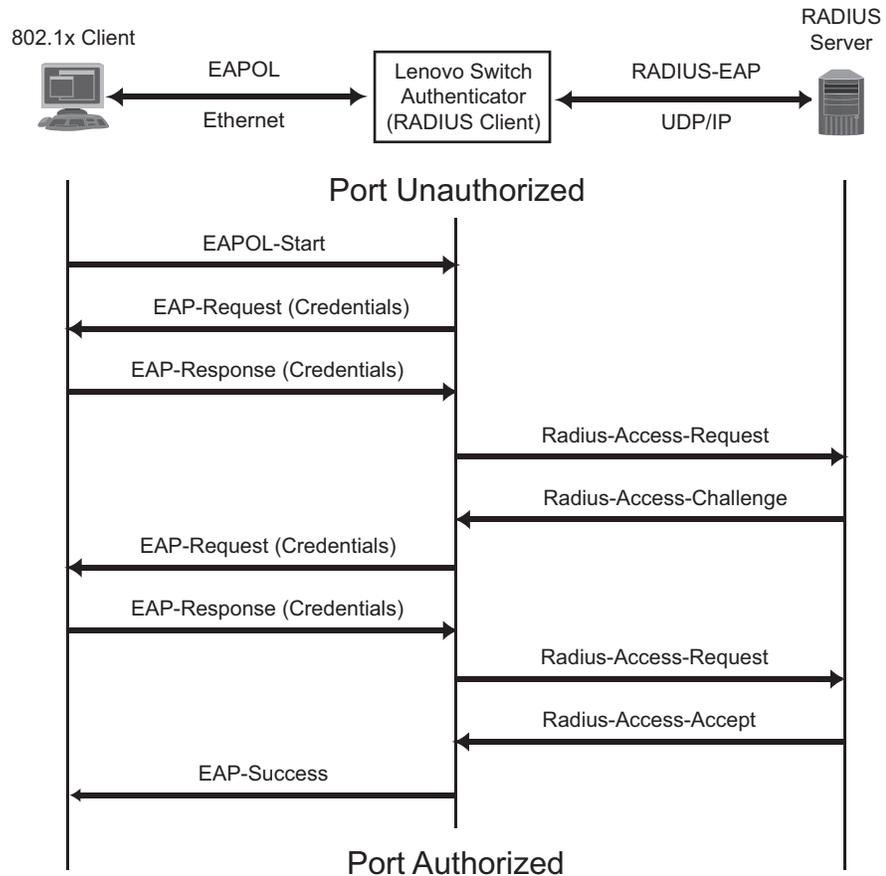 RADIUS
Server
802.1x Client
EAPOL
Ethernet
Lenovo Switch
Authenticator
(RADIUS Client)
RADIUS-EAP
UDP/IP
Port Unauthorized
EAPOL-Start
EAP-Request (Credentials)
EAP-Response (Credentials)
Radius-Access-Request
Radius-Access-Challenge
EAP-Request (Credentials)
EAP-Response (Credentials)
Radius-Access-Request
Radius-Access-Accept
EAP-Success
Port Authorized